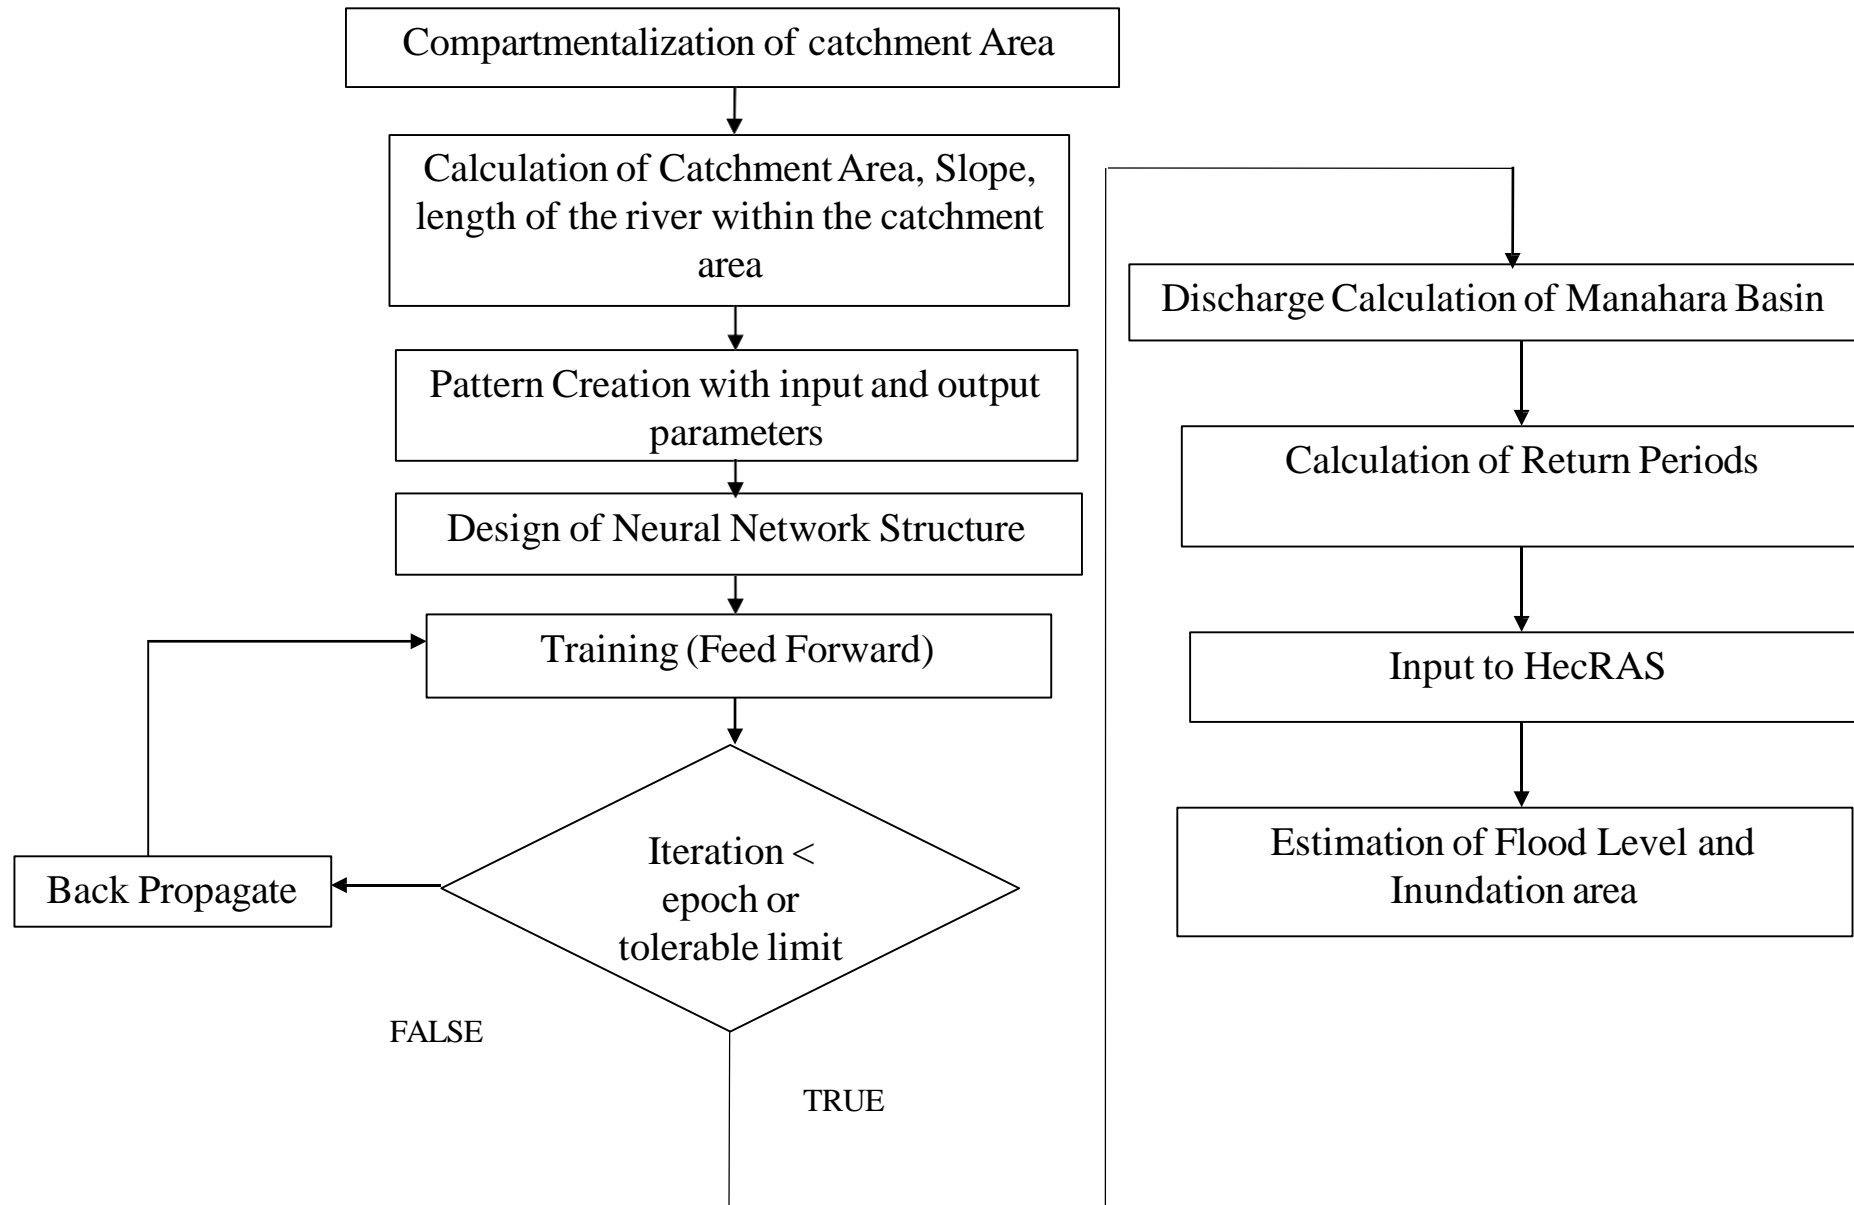 Compartmentalization of catchment Area
Calculation of Catchment Area, Slope,
length of the river within the catchment
area
Pattern Creation with input and output
parameters
Design of Neural Network Structure
Training (Feed Forward)
Iteration <
epoch or
tolerable limit
Back Propagate
FALSE
TRUE
Discharge Calculation of Manahara Basin
Calculation of Return Periods
Input to HecRAS
Estimation of Flood Level and
Inundation area